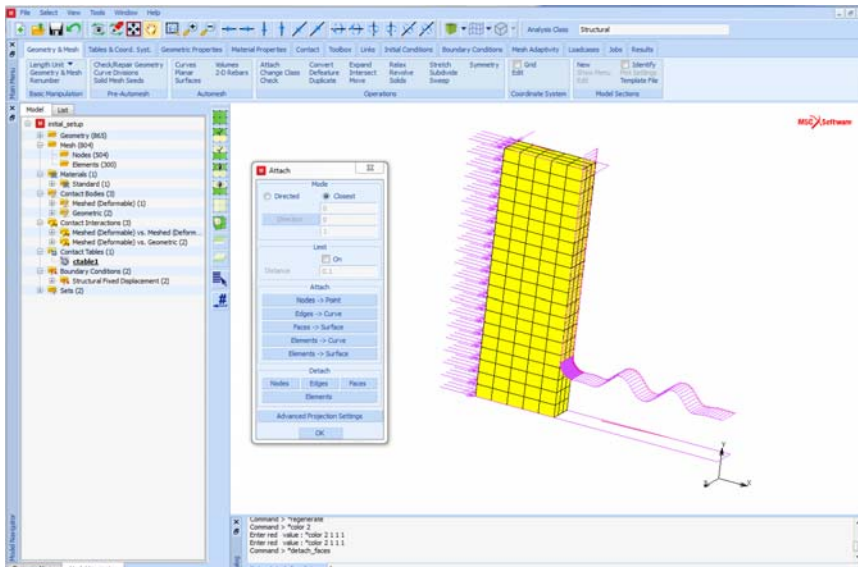 File Select View Tools Window Help
Analysis Class Structural
Geometry & Mesh Tables & Coord. Syst. Geometric Properties Material Properties Contact Toolbox Links Initial Conditions Boundary Conditions Mesh Adaptivity Loadcases Jobs Results
Length Unit Check/Repair Geometry Curves Volumes Attach Convert Expand Relax Stretch Symmetry Grid New Identify
Geometry & Mesh Curve Divisions Planar 2-D Rebars Change Class Defeature Intersect Revolve Subdivide Edit Show Menu Plot Settings
Renumber Solid Mesh Seeds Surfaces Check Duplicate Move Solids Sweep Edit Template File
Basic Manipulation Pre-Automesh Automesh Operations Coordinate System Model Sections
Main Menu
Model List
initial_setup
Geometry (863)
Mesh (804)
Nodes (504)
Elements (300)
Materials (1)
Standard (1)
Contact Bodies (3)
Meshed (Deformable) (1)
Geometric (2)
Contact Interactions (3)
Meshed (Deformable) vs. Meshed (Deform...
Meshed (Deformable) vs. Geometric (2)
Contact Tables (1)
ctable1
Boundary Conditions (2)
Structural Fixed Displacement (2)
Sets (2)
Model Navigator
Attach
Mode
Directed Closest
0
Direction 0
1
Limit
On
Distance 0.1
Attach
Nodes -> Point
Edges -> Curve
Faces -> Surface
Elements -> Curve
Elements -> Surface
Detach
Nodes Edges Faces
Elements
Advanced Projection Settings
OK
MSC Software
Y
Z X
Command > *regenerate
Command > *color 2
Enter red value : *color 2 1 1 1
Enter red value : *color 2 1 1 1
Command > *detach_faces